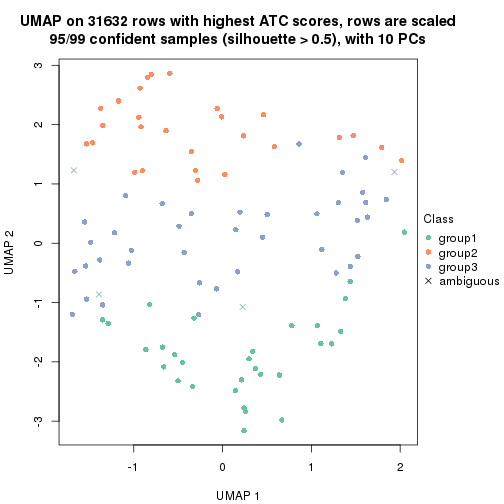 UMAP on 31632 rows with highest ATC scores, rows are scaled
95/99 confident samples (silhouette > 0.5), with 10 PCs
3
2
1
0
-1
-2
-3
UMAP 2
-1
0
1
2
UMAP 1
Class
group1
group2
group3
ambiguous